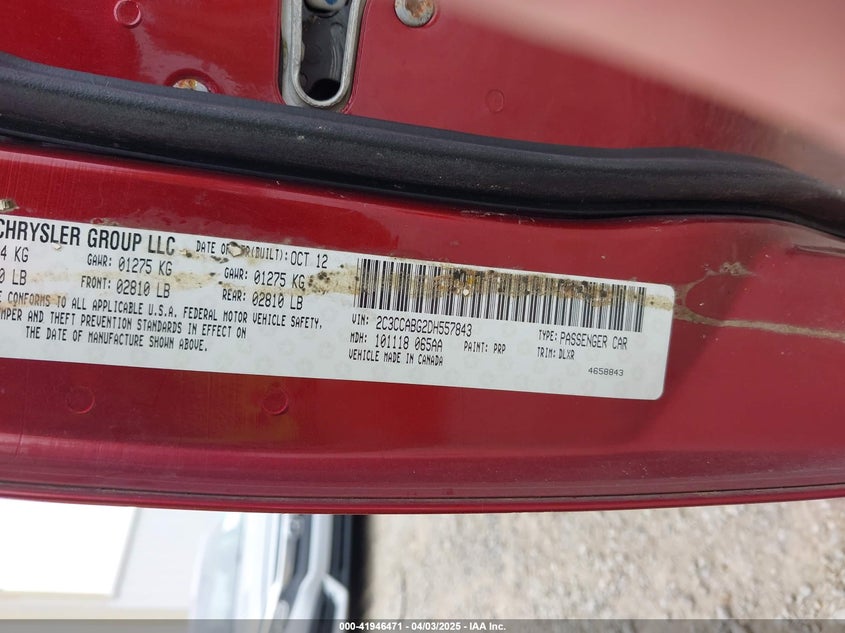 CHRYSLER GROUP LLC DATE OF (BUILT): OCT 12
4 KG GAWR: 01275 KG GAWR: 01275 KG
0 LB FRONT: 02810 LB REAR: 02810 LB
E CONFORMS TO ALL APPLICABLE U.S.A. FEDERAL MOTOR VEHICLE SAFETY,
MPER AND THEFT PREVENTION STANDARDS IN EFFECT ON
THE DATE OF MANUFACTURE SHOWN ABOVE.
VIN: 2C3CCABG2DH557843 TYPE: PASSENGER CAR
MDH: 101118 065AA PAINT: PRP TRIM: DLXR
VEHICLE MADE IN CANADA
4658843
000-41946471 - 04/03/2025 - IAA Inc.